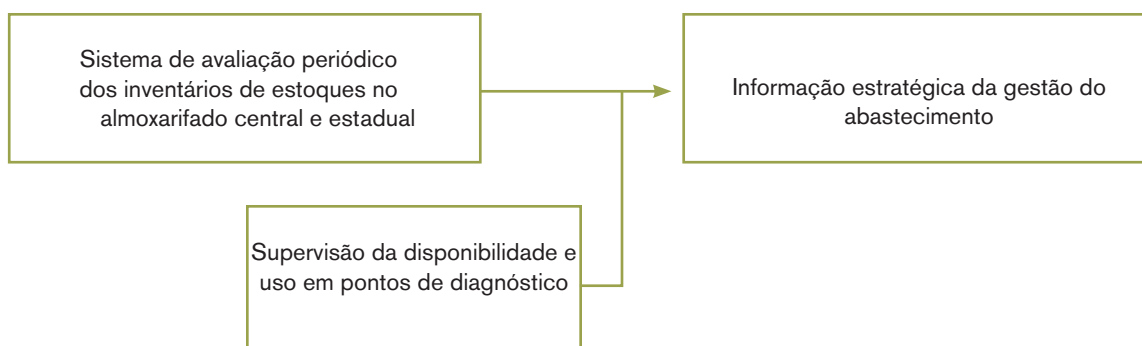 Sistema de avaliação periódico
dos inventários de estoques no
almoxarifado central e estadual
Informação estratégica da gestão do
abastecimento
Supervisão da disponibilidade e
uso em pontos de diagnóstico